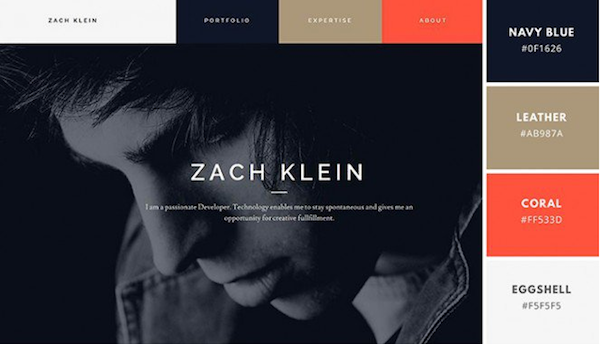 ZACH KLEIN
PORTFOLIO
EXPERTISE
ABOUT
ZACH KLEIN
I am a passionate Developer. Technology enables me to stay spontaneous and gives me an
opportunity for creative fullfillment.
NAVY BLUE
#0F1626
LEATHER
#AB987A
CORAL
#FF533D
EGGSHELL
#F5F5F5